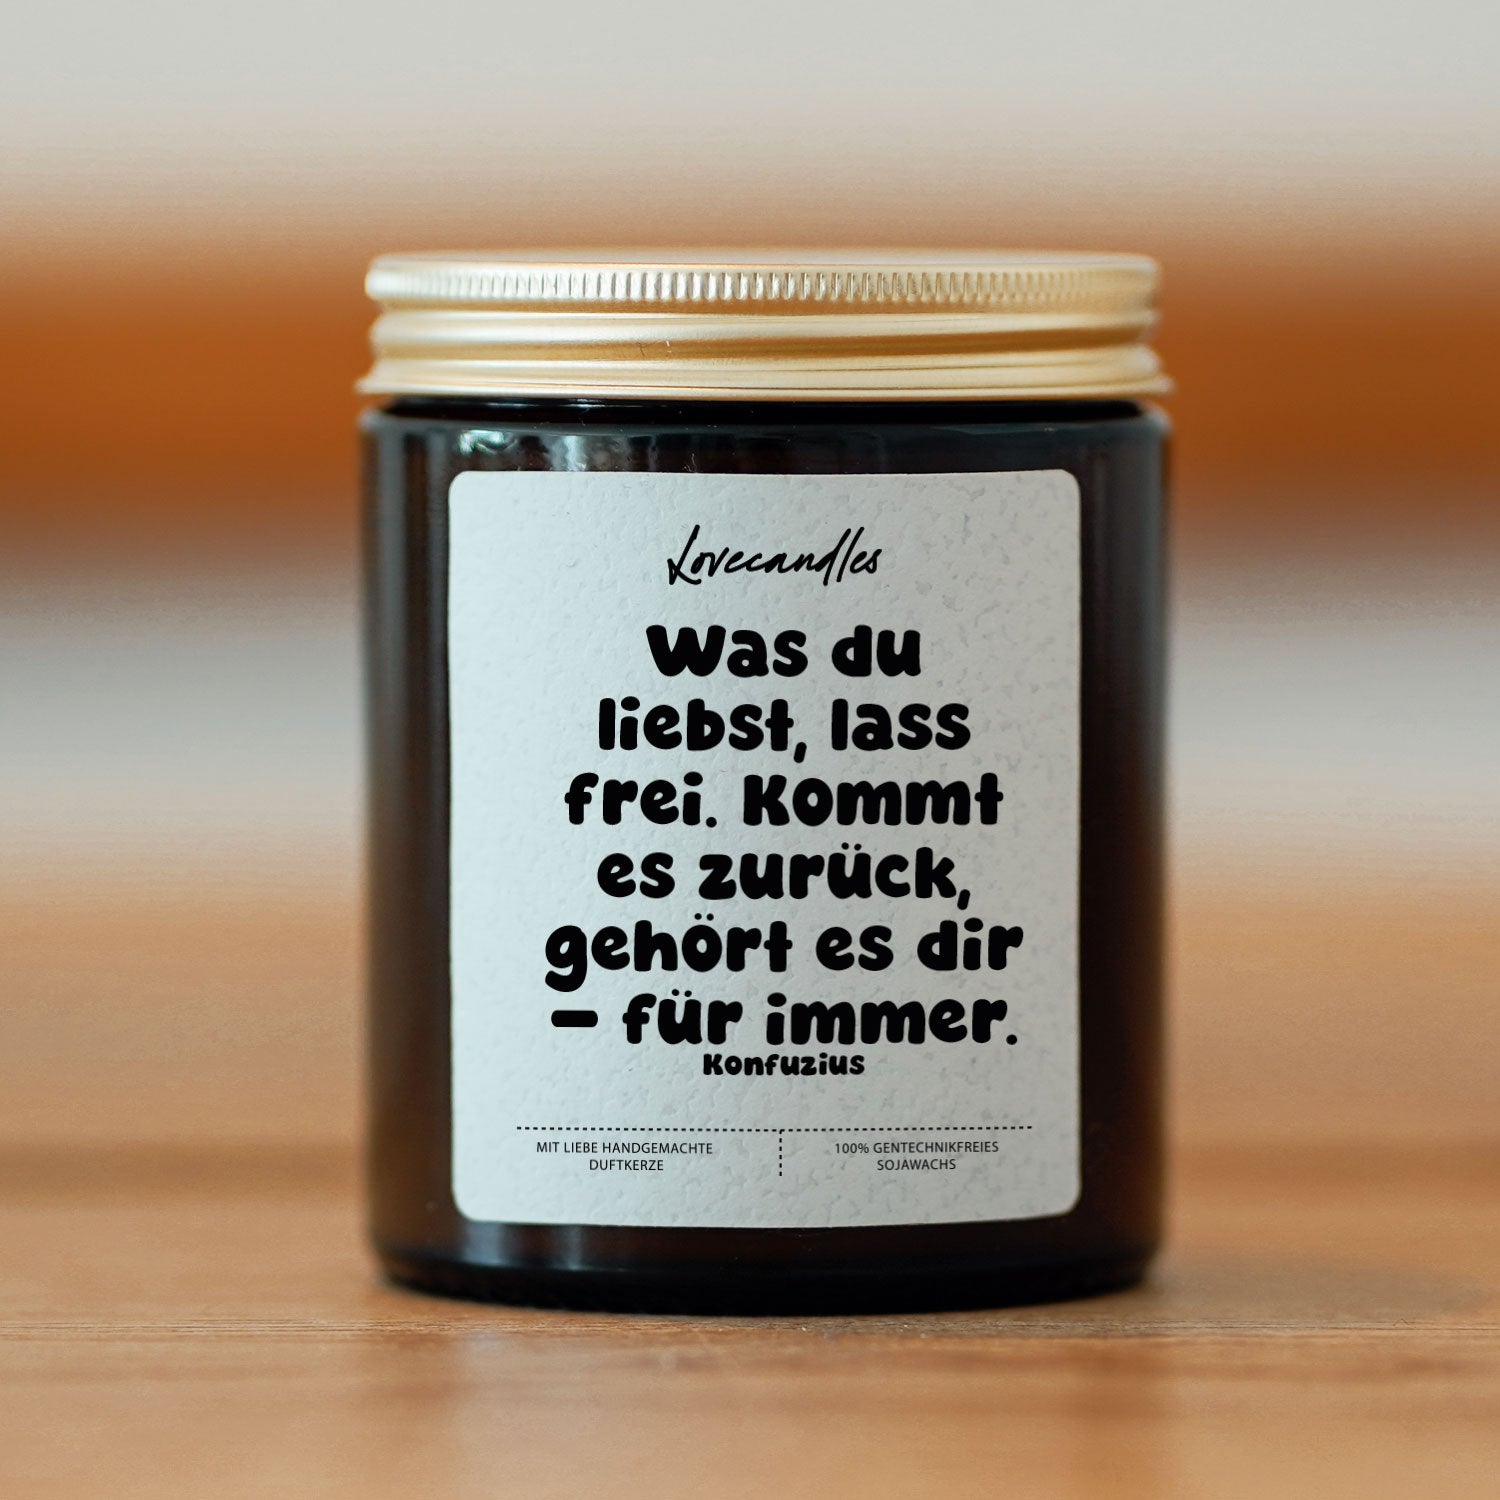 Lovecandles
Was du
liebst, lass
frei. Kommt
es zurück,
gehört es dir
– für immer.
Konfuzius
MIT LIEBE HANDGEMACHTE
DUFTKERZE
100% GENTECHNIKFREIES
SOJAWACHS